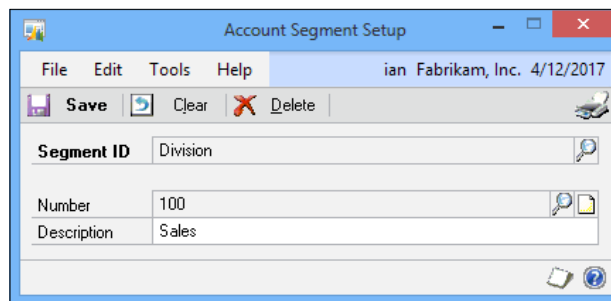 Account Segment Setup
File Edit Tools Help ian Fabrikam, Inc. 4/12/2017
Save Clear Delete
Segment ID Division
Number 100
Description Sales